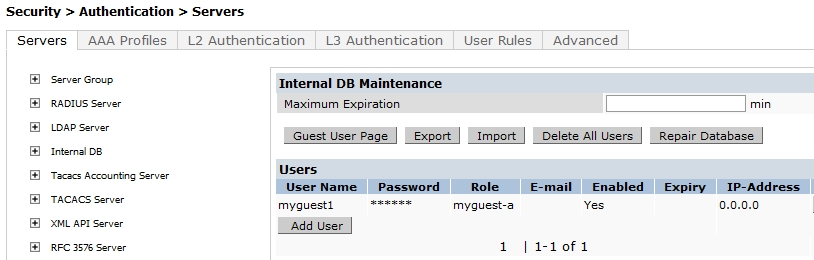 Security > Authentication > Servers
Servers AAA Profiles L2 Authentication L3 Authentication User Rules Advanced
Server Group
RADIUS Server
LDAP Server
Internal DB
Tacacs Accounting Server
TACACS Server
XML API Server
RFC 3576 Server
Internal DB Maintenance
Maximum Expiration min
Guest User Page Export Import Delete All Users Repair Database
Users
User Name Password Role E-mail Enabled Expiry IP-Address
myguest1 ****** myguest-a Yes 0.0.0.0
Add User
1 | 1-1 of 1